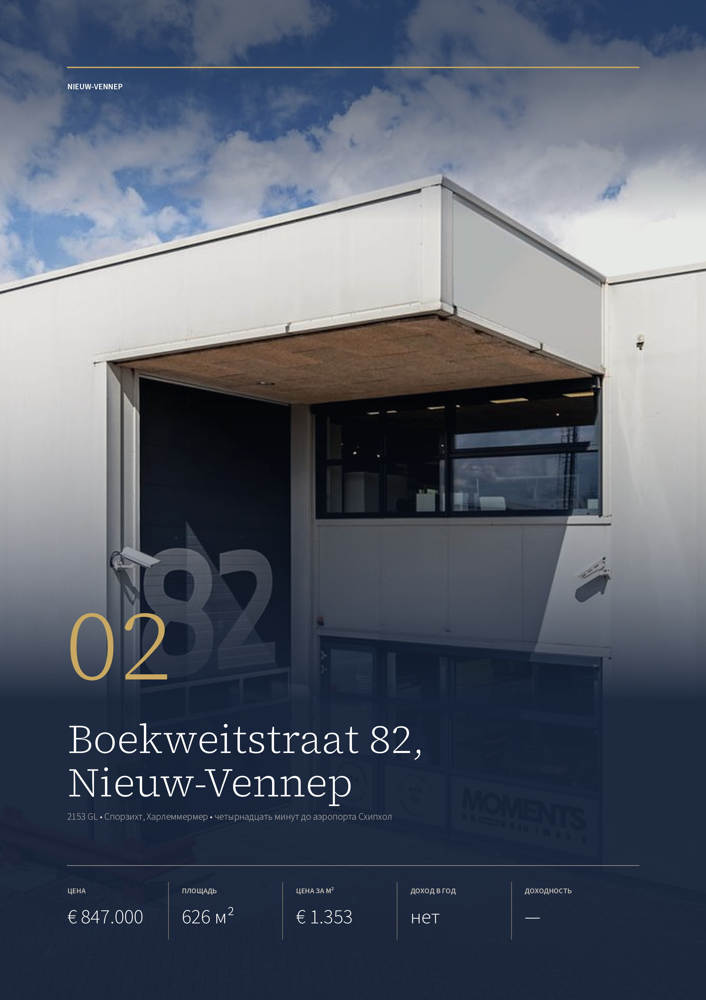 NIEUW-VENNEP
82
02
Boekweitstraat 82,
Nieuw-Vennep
2153 GL • Спорзихт, Харлеммермер • четырнадцать минут до аэропорта Схипхол
MOMENTS
ЦЕНА
€ 847.000
ПЛОЩАДЬ
626 м²
ЦЕНА ЗА М²
€ 1.353
ДОХОД В ГОД
нет
ДОХОДНОСТЬ
—